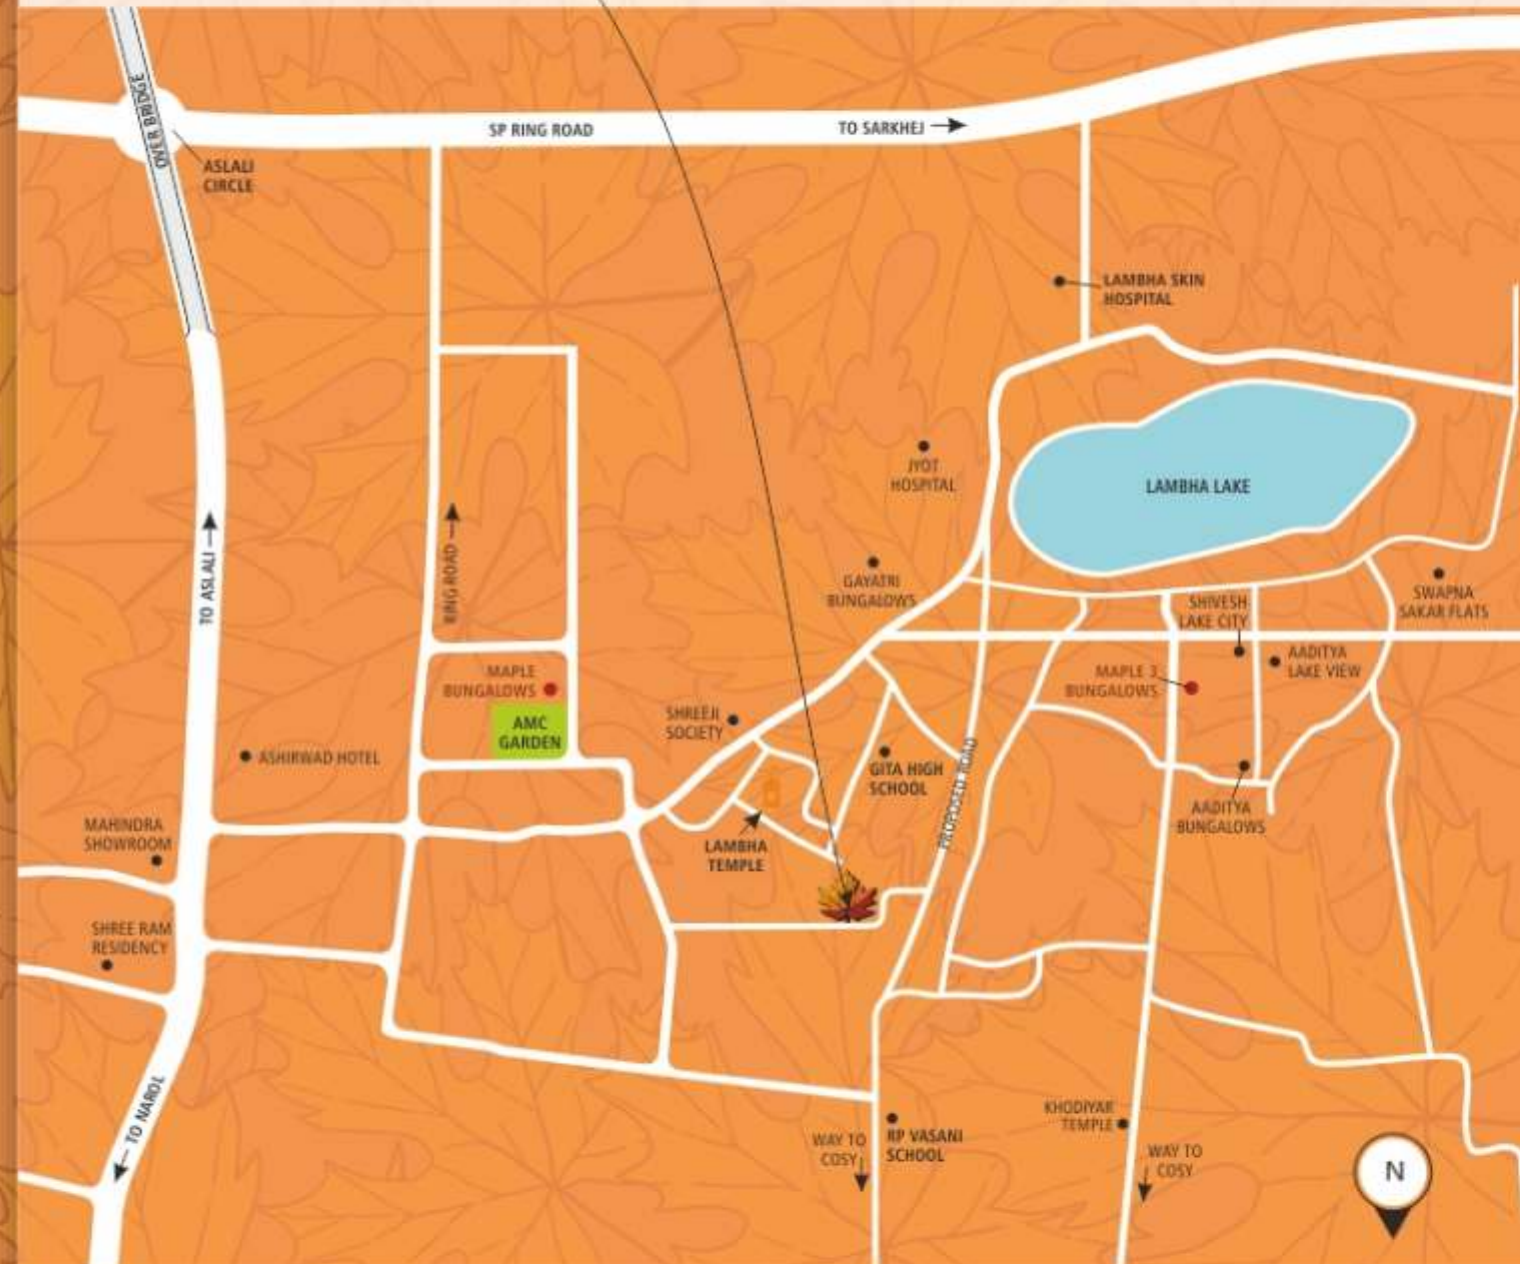 OVER BRIDGE
SP RING ROAD
TO SARKHEJ
ASLALI
CIRCLE
LAMBHA SKIN
HOSPITAL
JYOT
HOSPITAL
LAMBHA LAKE
TO ASLALI
RING ROAD
GAYATRI
BUNGALOWS
SHIVESH
LAKE CITY
SWAPNA
SAKAR FLATS
MAPLE
BUNGALOWS
AADITYA
LAKE VIEW
MAPLE 3
BUNGALOWS
SHREEJI
SOCIETY
AMC
GARDEN
ASHIRWAD HOTEL
GITA HIGH
SCHOOL
PROPOSED ROAD
AADITYA
BUNGALOWS
MAHINDRA
SHOWROOM
LAMBHA
TEMPLE
SHREE RAM
RESIDENCY
TO NAROL
KHODIYAR
TEMPLE
WAY TO
COSY
RP VASANI
SCHOOL
WAY TO
COSY
N